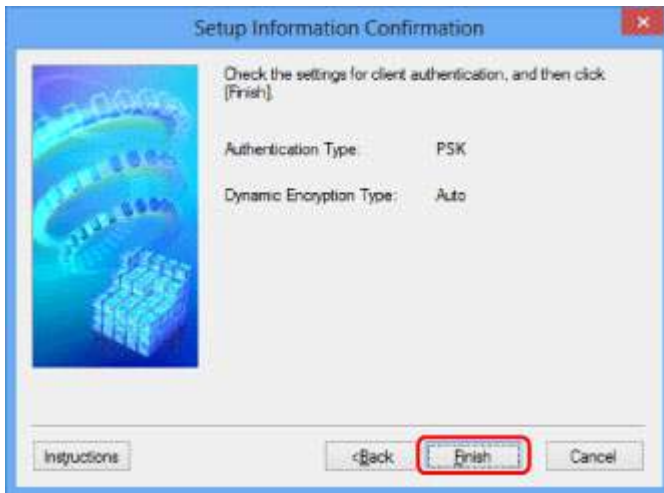 Setup Information Confirmation
Check the settings for client authentication, and then click
[Finish].
Authentication Type: PSK
Dynamic Encryption Type: Auto
Instructions <Back Finish Cancel